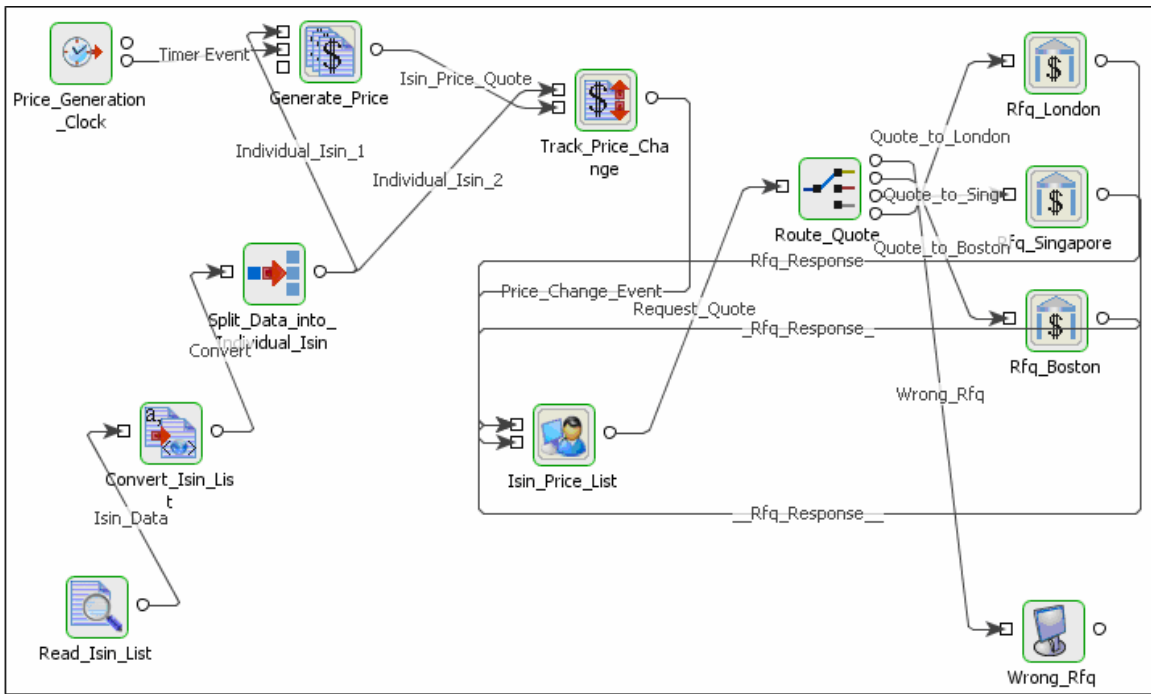 Price_Generation
_Clock
Timer Event
Generate_Price
Isin_Price_Quote
Individual_Isin_1
Individual_Isin_2
Track_Price_Cha
nge
Rfq_London
Quote_to_London
Route_Quote
Quote_to_Sing
Rfq_Singapore
Quote_to_Boston
Rfq_Response
Price_Change_Event
Request_Quote
_Rfq_Response_
Rfq_Boston
Split_Data_into_
Individual_Isin
Convert
Wrong_Rfq
Convert_Isin_Lis
t
Isin_Price_List
Isin_Data
__Rfq_Response__
Read_Isin_List
Wrong_Rfq